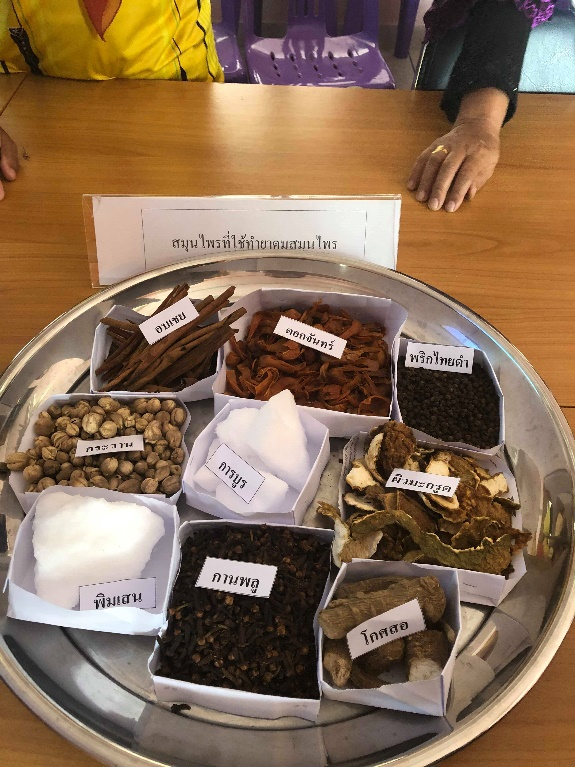 สมุนไพรที่ใช้ทำยาดมสมุนไพร
อบเชย
ดอกจันทร์
พริกไทยดำ
กระวาน
การบูร
ผิวมะกรูด
พิมเสน
กานพลู
โกศสอ